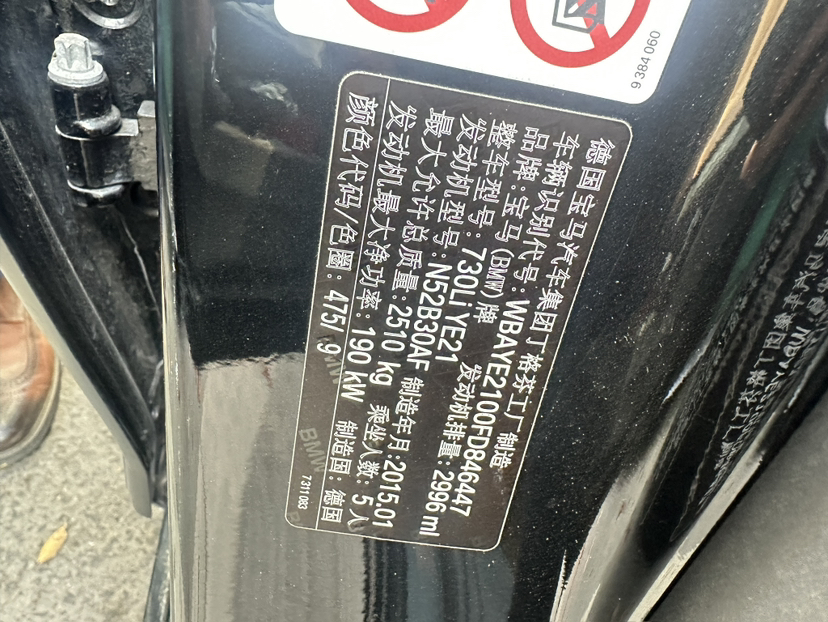 9 384 060
德国宝马汽车集团丁格芬工厂 制造
车辆识别代号: WBAYE2100FD846447
品牌: 宝马(BMW)牌 发动机排量: 2996 ml
整车型号: 730Li YE21
发动机型号: N52B30AF 制造年月: 2015.01
最大允许总质量: 2510 kg 乘坐人数: 5 人
发动机最大净功率: 190 kW 制造国: 德国
颜色代码/色圈: 475/ 9
BMW
7311083